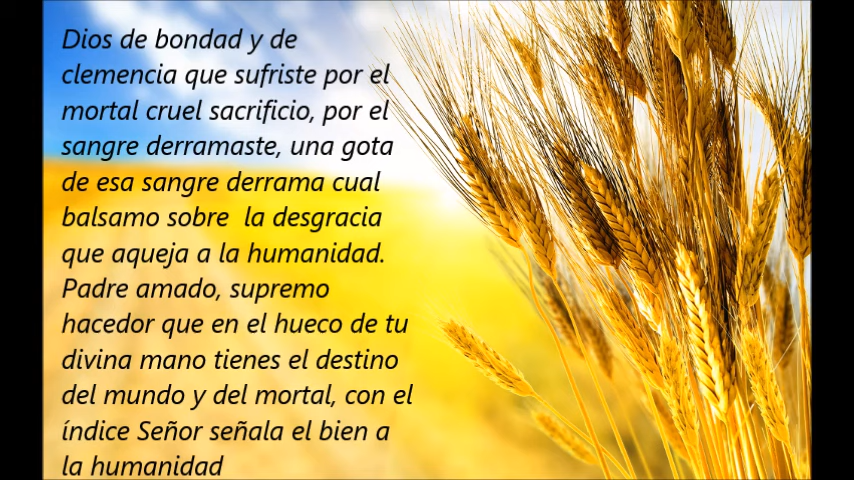 Dios de bondad y de
clemencia que sufriste por el
mortal cruel sacrificio, por el
sangre derramaste, una gota
de esa sangre derrama cual
balsamo sobre  la desgracia
que aqueja a la humanidad.
Padre amado, supremo
hacedor que en el hueco de tu
divina mano tienes el destino
del mundo y del mortal, con el
índice Señor señala el bien a
la humanidad